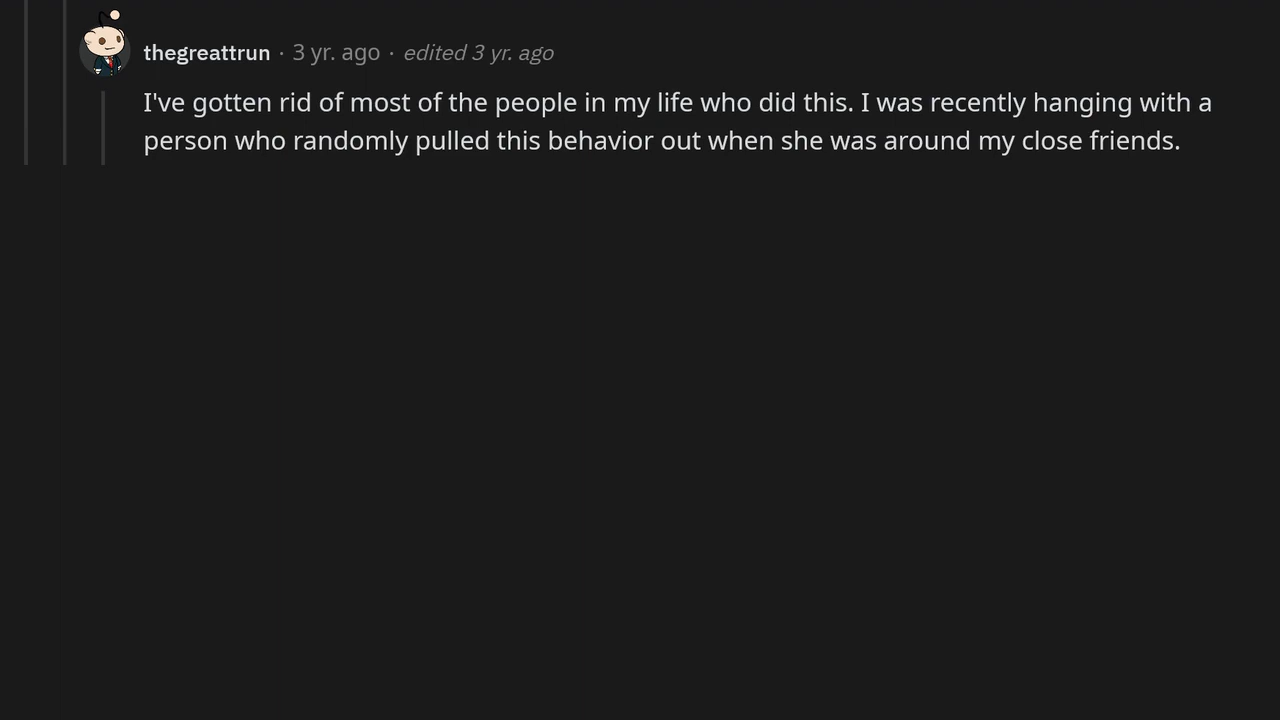 thegreattrun · 3 yr. ago · edited 3 yr. ago
I've gotten rid of most of the people in my life who did this. I was recently hanging with a
person who randomly pulled this behavior out when she was around my close friends.